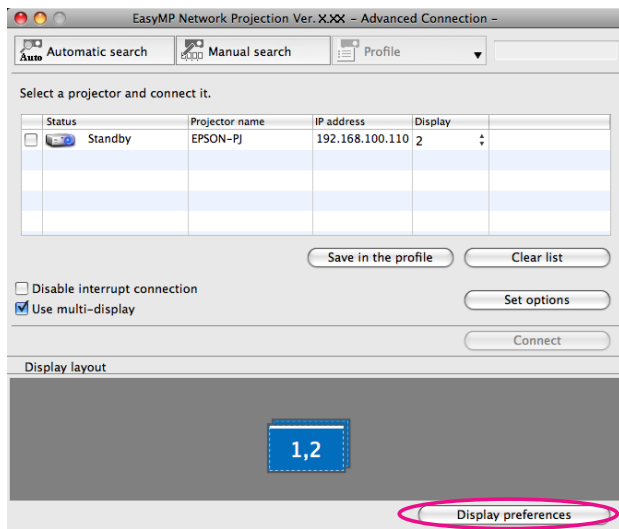 EasyMP Network Projection Ver. X.XX – Advanced Connection –
Auto Automatic search Manual search Profile
Select a projector and connect it.
Status Projector name IP address Display
Standby EPSON-PJ 192.168.100.110 2
Save in the profile Clear list
Disable interrupt connection
Set options
Use multi-display
Connect
Display layout
1,2
Display preferences